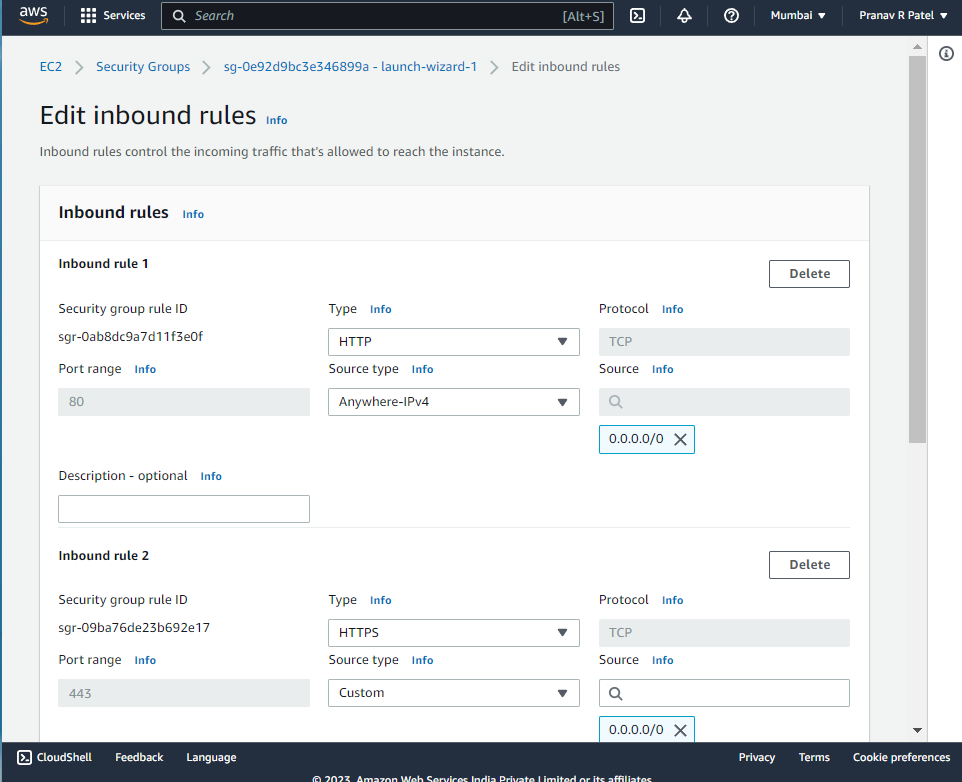 aws Services Search [Alt+S] Mumbai Pranav R Patel
EC2 Security Groups sg-0e92d9bc3e346899a - launch-wizard-1 Edit inbound rules
Edit inbound rules Info
Inbound rules control the incoming traffic that's allowed to reach the instance.
Inbound rules Info
Inbound rule 1
Delete
Security group rule ID Type Info Protocol Info
sgr-0ab8dc9a7d11f3e0f HTTP TCP
Port range Info Source type Info Source Info
80 Anywhere-IPv4
0.0.0.0/0
Description - optional Info
Inbound rule 2
Delete
Security group rule ID Type Info Protocol Info
sgr-09ba76de23b692e17 HTTPS TCP
Port range Info Source type Info Source Info
443 Custom
0.0.0.0/0
CloudShell Feedback Language Privacy Terms Cookie preferences
© 2023, Amazon Web Services India Private Limited or its affiliates.